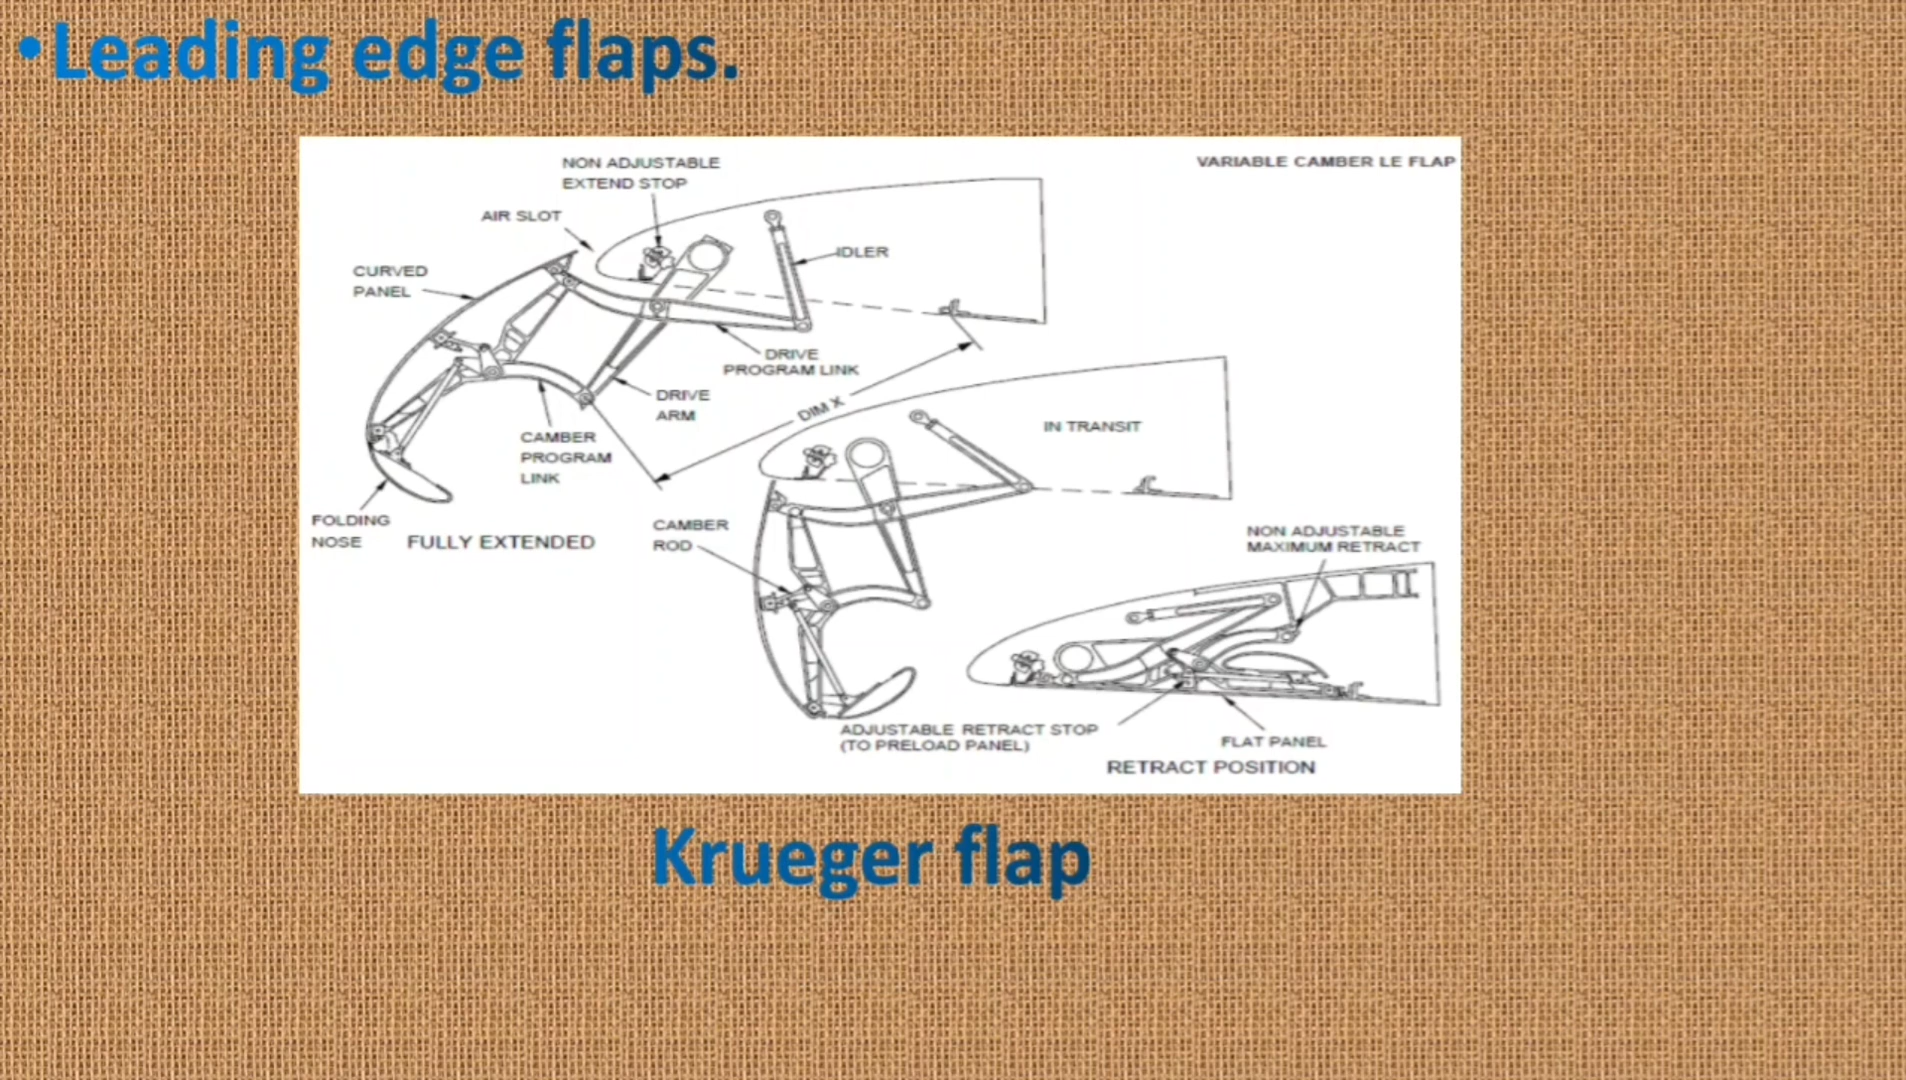 •Leading edge flaps.
VARIABLE CAMBER LE FLAP
NON ADJUSTABLE
EXTEND STOP
AIR SLOT
IDLER
CURVED
PANEL
DRIVE
PROGRAM LINK
DRIVE
ARM
DIM X
CAMBER
PROGRAM
LINK
FOLDING
NOSE
FULLY EXTENDED
IN TRANSIT
CAMBER
ROD
NON ADJUSTABLE
MAXIMUM RETRACT
ADJUSTABLE RETRACT STOP
(TO PRELOAD PANEL)
FLAT PANEL
RETRACT POSITION
Krueger flap